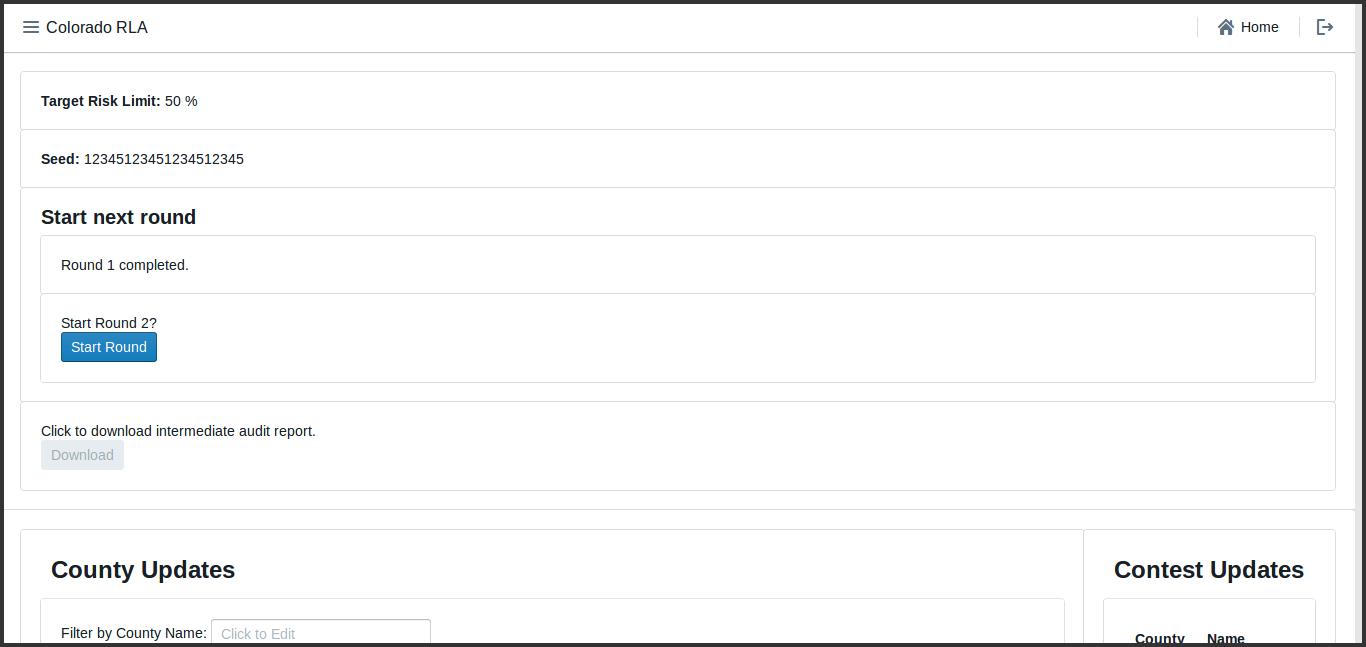 Colorado RLA
Home
Target Risk Limit: 50 %
Seed: 12345123451234512345
Start next round
Round 1 completed.
Start Round 2?
Start Round
Click to download intermediate audit report.
Download
County Updates
Contest Updates
Filter by County Name: Click to Edit
County Name